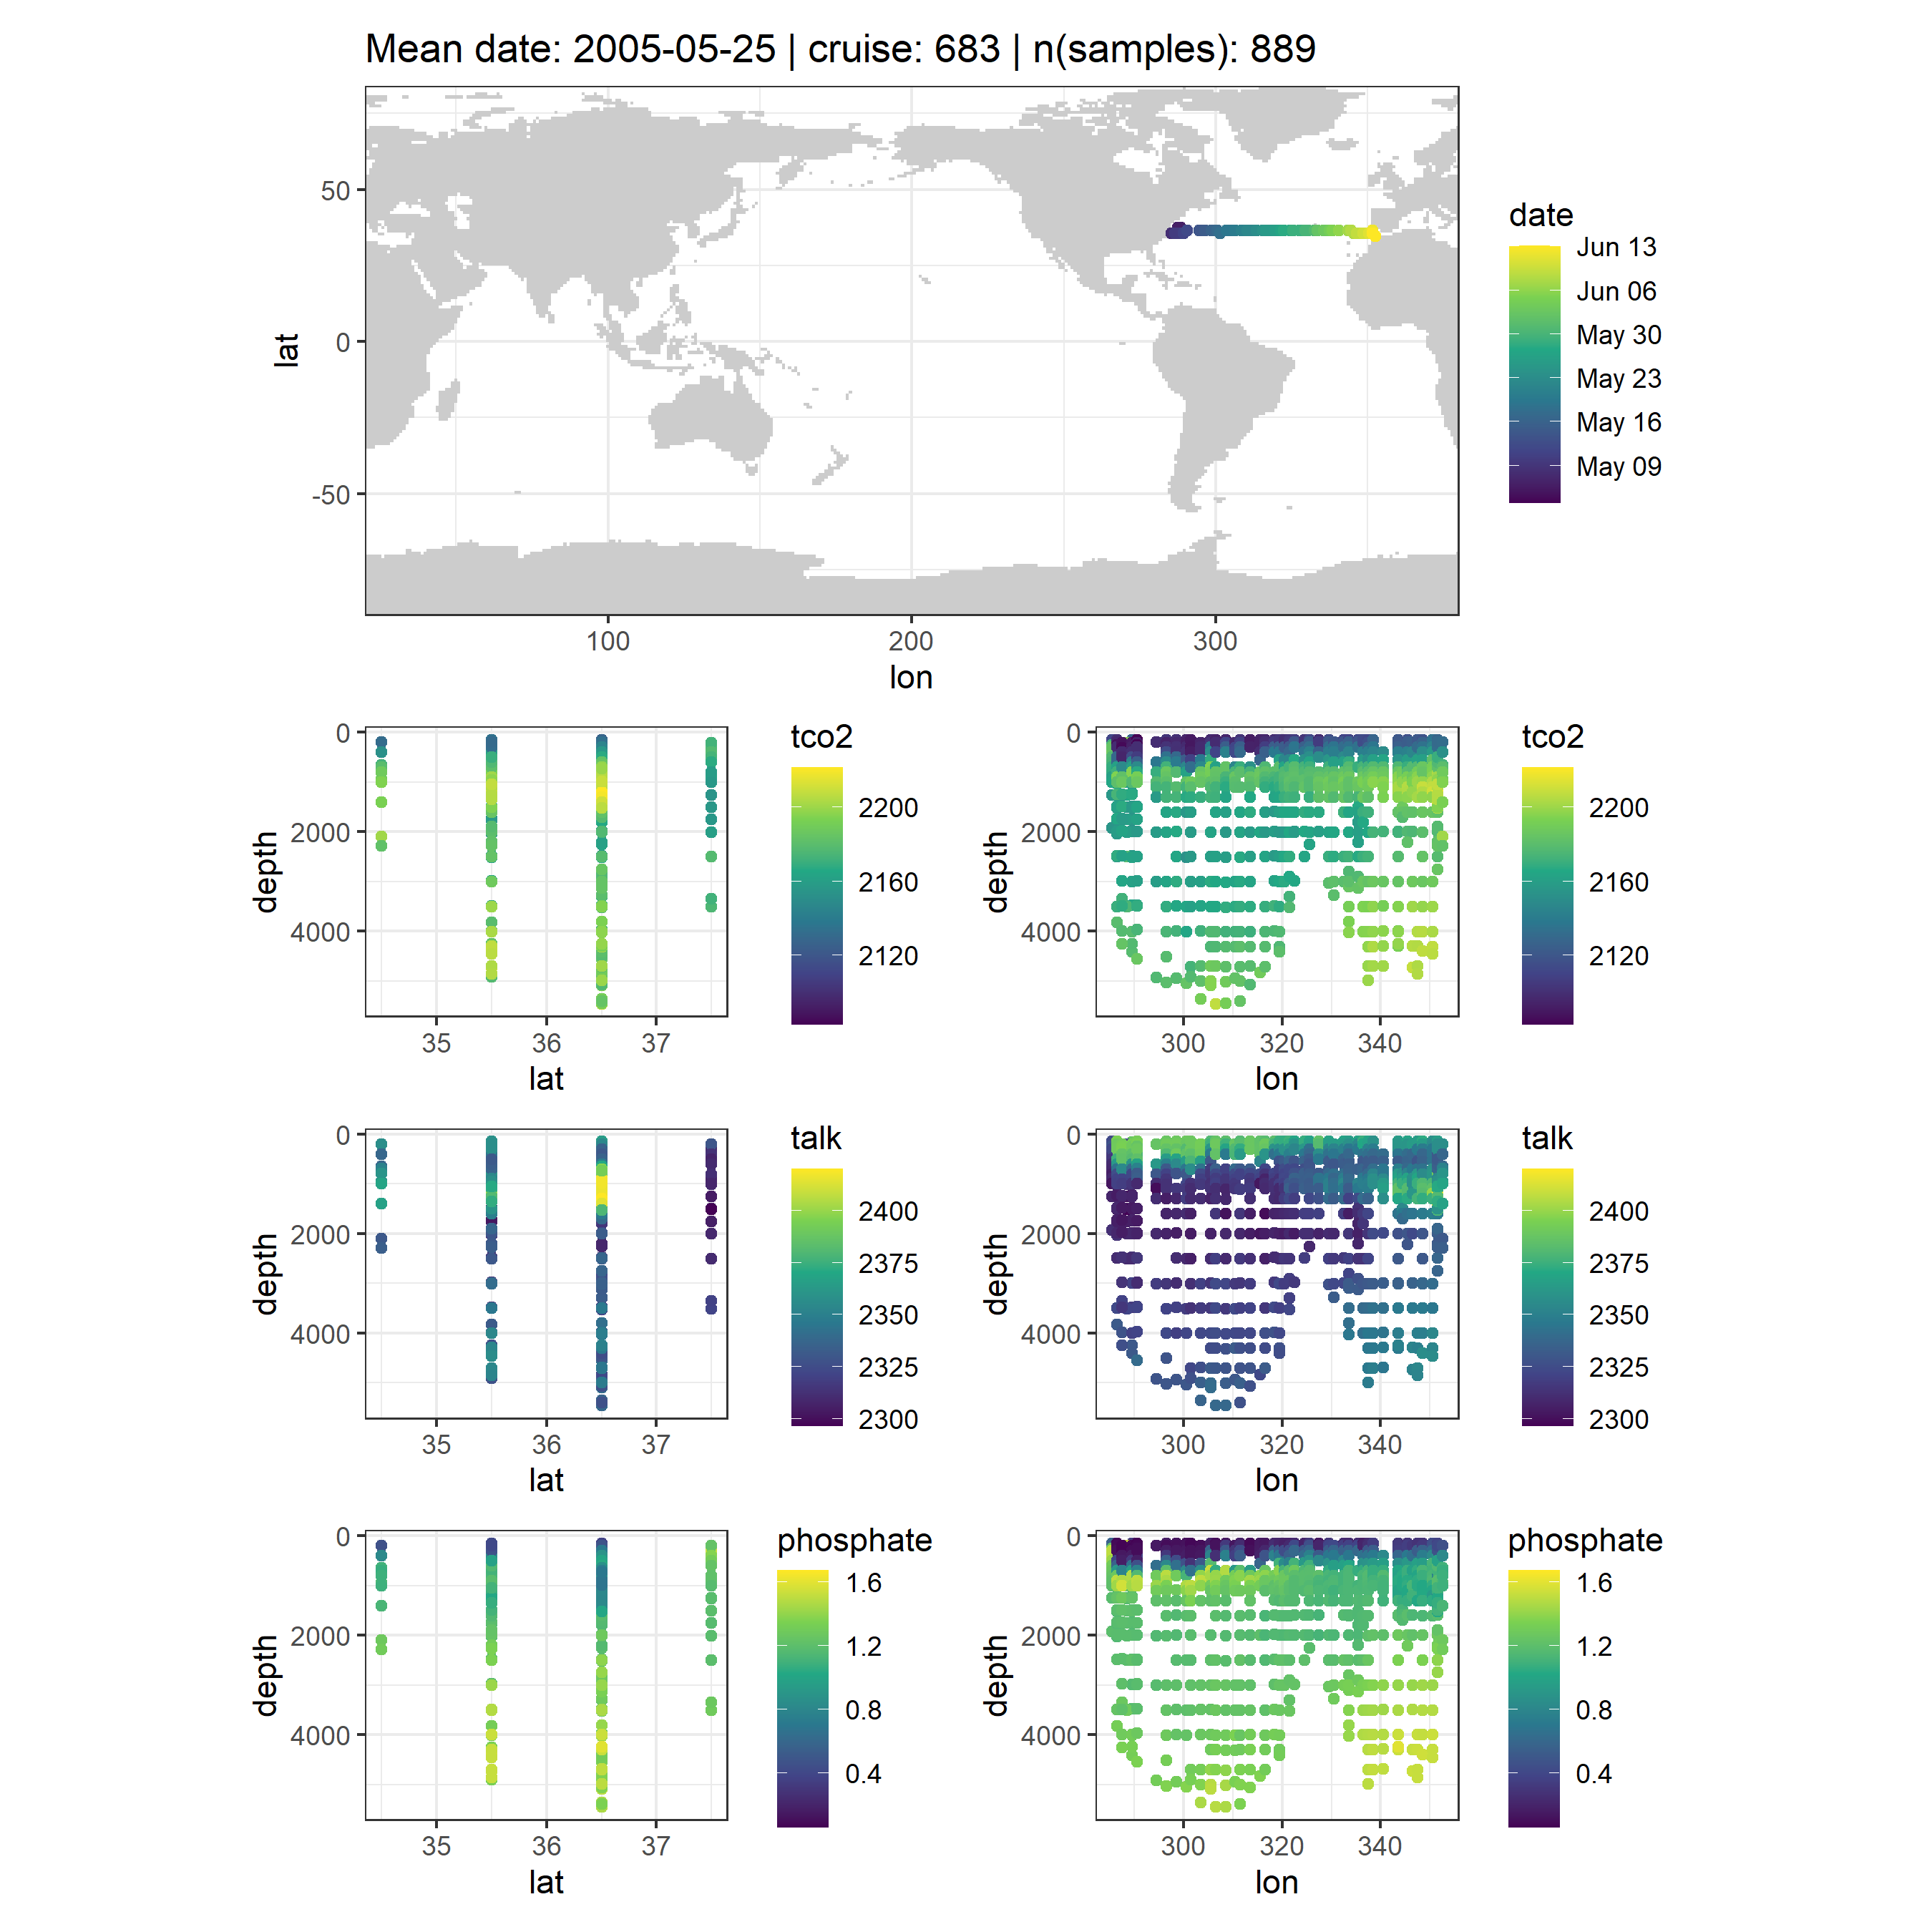 Mean date: 2005-05-25 | cruise: 683 | n(samples): 889
lat
50
0
-50
100 200 300
lon
date
Jun 13
Jun 06
May 30
May 23
May 16
May 09
depth
0
2000
4000
35 36 37
lat
tco2
2200
2160
2120
depth
0
2000
4000
300 320 340
lon
tco2
2200
2160
2120
depth
0
2000
4000
35 36 37
lat
talk
2400
2375
2350
2325
2300
depth
0
2000
4000
300 320 340
lon
talk
2400
2375
2350
2325
2300
depth
0
2000
4000
35 36 37
lat
phosphate
1.6
1.2
0.8
0.4
depth
0
2000
4000
300 320 340
lon
phosphate
1.6
1.2
0.8
0.4